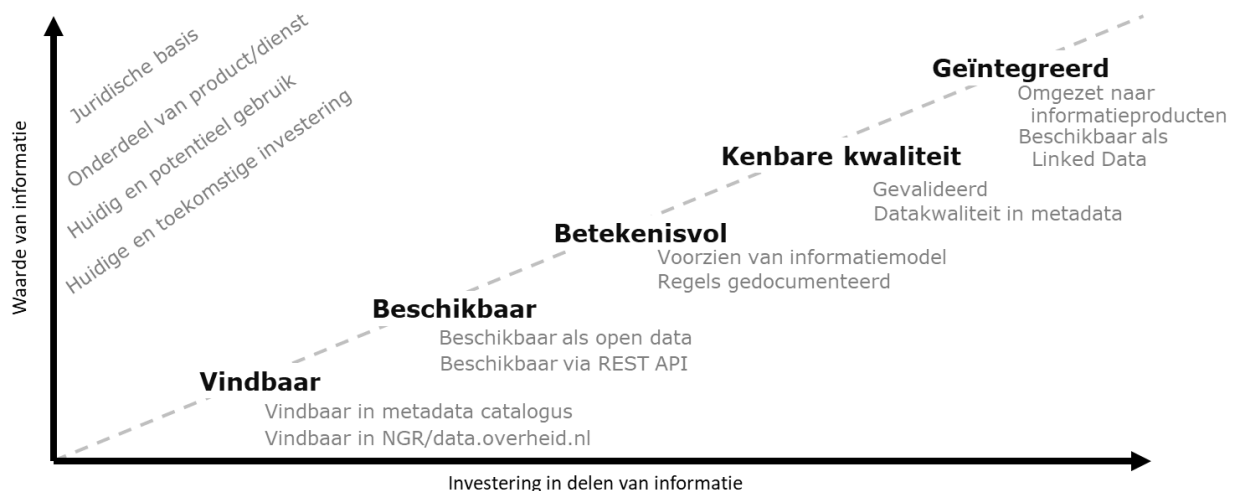 Waarde van informatie
Juridische basis
Onderdeel van product/dienst
Huidig en potentieel gebruik
Huidige en toekomstige investering
Geïntegreerd
Omgezet naar
informatieproducten
Beschikbaar als
Linked Data
Kenbare kwaliteit
Gevalideerd
Datakwaliteit in metadata
Betekenisvol
Voorzien van informatiemodel
Regels gedocumenteerd
Beschikbaar
Beschikbaar als open data
Beschikbaar via REST API
Vindbaar
Vindbaar in metadata catalogus
Vindbaar in NGR/data.overheid.nl
Investering in delen van informatie